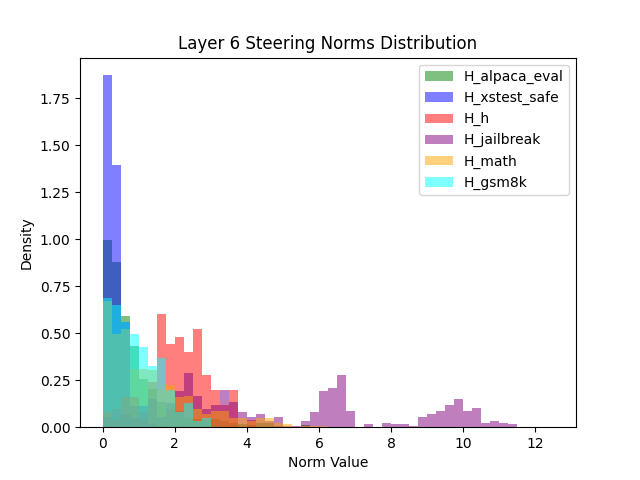 Layer 6 Steering Norms Distribution
H_alpaca_eval
H_xstest_safe
H_h
H_jailbreak
H_math
H_gsm8k
1.75
1.50
1.25
1.00
0.75
0.50
0.25
0.00
Density
0 2 4 6 8 10 12
Norm Value